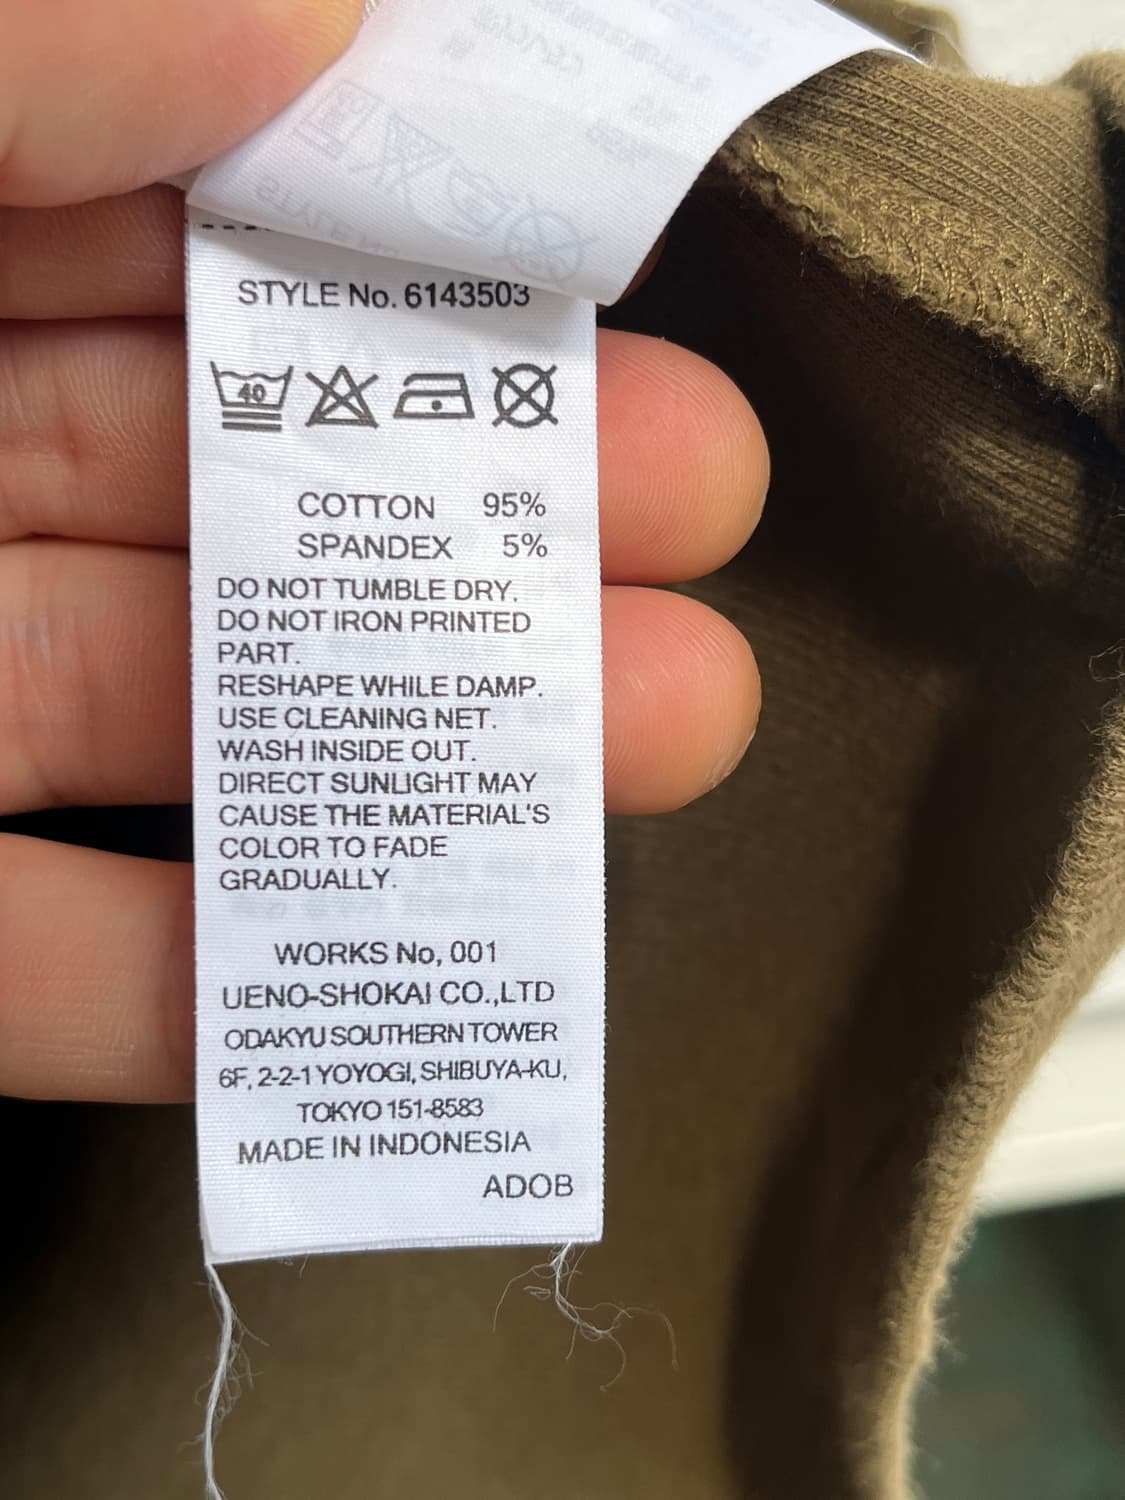 STYLE No. 6143503
40
COTTON 95%
SPANDEX 5%
DO NOT TUMBLE DRY.
DO NOT IRON PRINTED
PART.
RESHAPE WHILE DAMP.
USE CLEANING NET.
WASH INSIDE OUT.
DIRECT SUNLIGHT MAY
CAUSE THE MATERIAL'S
COLOR TO FADE
GRADUALLY.
WORKS No, 001
UENO-SHOKAI CO.,LTD
ODAKYU SOUTHERN TOWER
6F, 2-2-1 YOYOGI, SHIBUYA-KU,
TOKYO 151-8583
MADE IN INDONESIA
ADOB